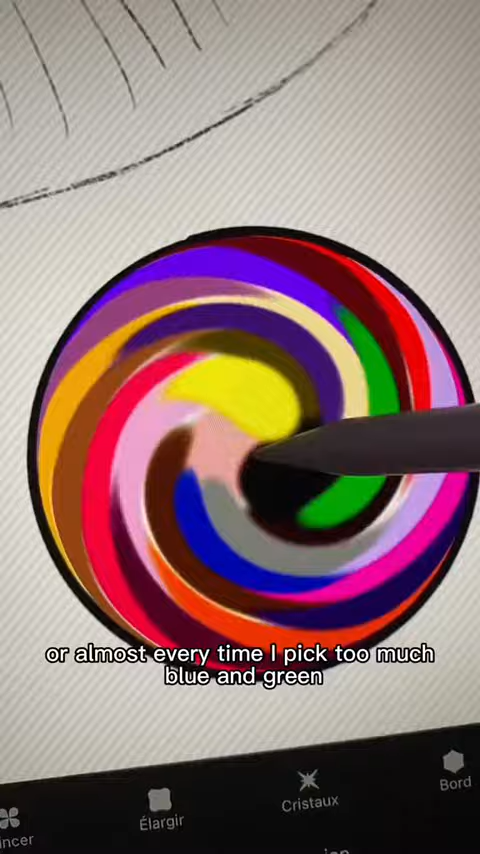 or almost every time I pick too much
blue and green
Élargir
Cristaux
Bord